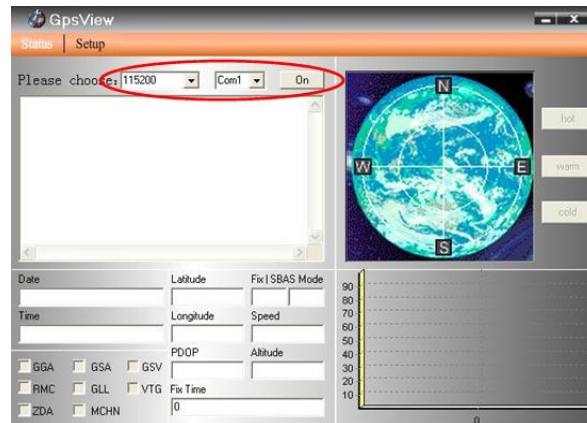 GpsView
Status | Setup
Please choose: 115200 Com1 On
N
W E
S
hot
warm
cold
Date Latitude Fix | SBAS Mode
Time Longitude Speed
PDOP Altitude
GGA GSA GSV
RMC GLL VTG Fix Time
ZDA MCHN 0
90
80
70
60
50
40
30
20
10
0